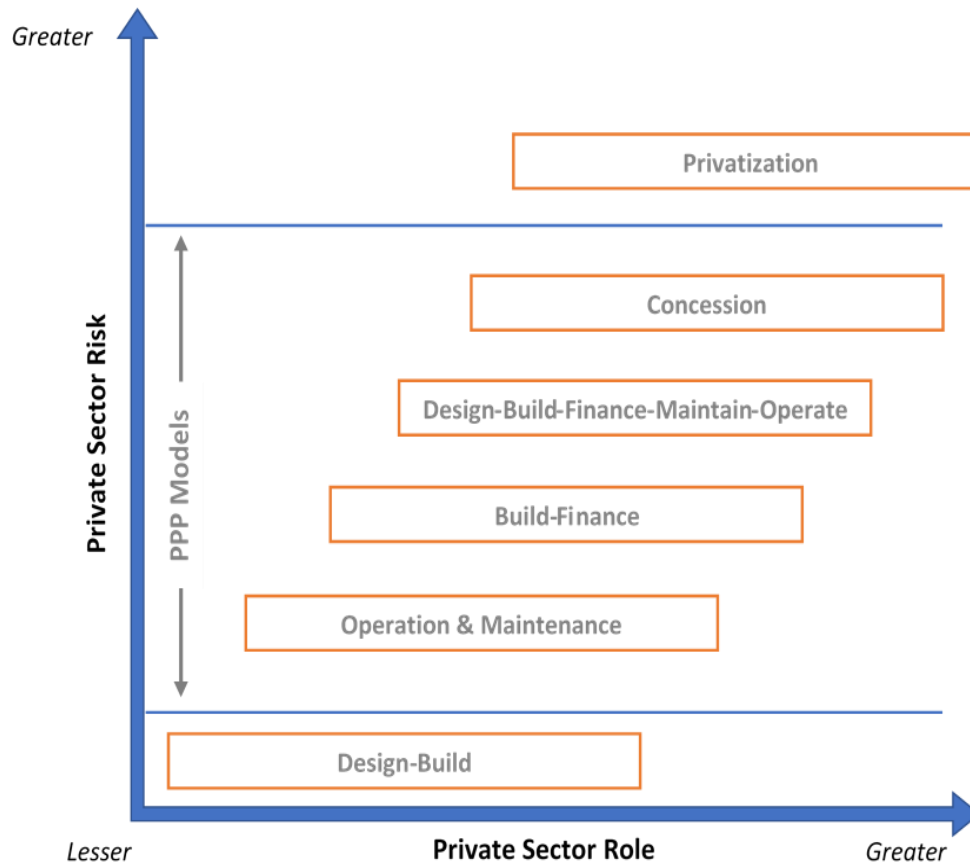 Greater
Privatization
Concession
Design-Build-Finance-Maintain-Operate
Build-Finance
Operation & Maintenance
Design-Build
PPP Models
Private Sector Risk
Lesser
Private Sector Role
Greater